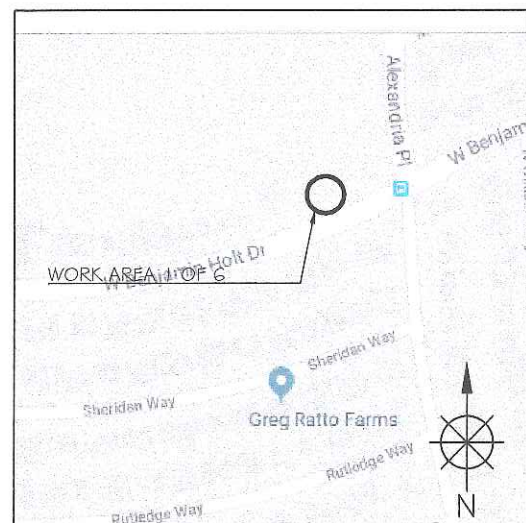 Alexandria Pl
W Benjam
WORK AREA 1 OF 6
W Benjamin Holt Dr
Sheridan Way
Sheridan Way
Greg Ratto Farms
Rutledge Way
Rutledge Way
N